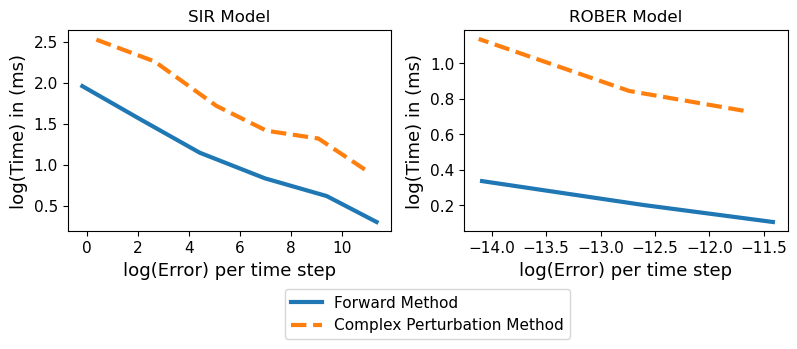 SIR Model
log(Time) in (ms)
2.5
2.0
1.5
1.0
0.5
0 2 4 6 8 10
log(Error) per time step
ROBER Model
log(Time) in (ms)
1.0
0.8
0.6
0.4
0.2
−14.0 −13.5 −13.0 −12.5 −12.0 −11.5
log(Error) per time step
Forward Method
Complex Perturbation Method